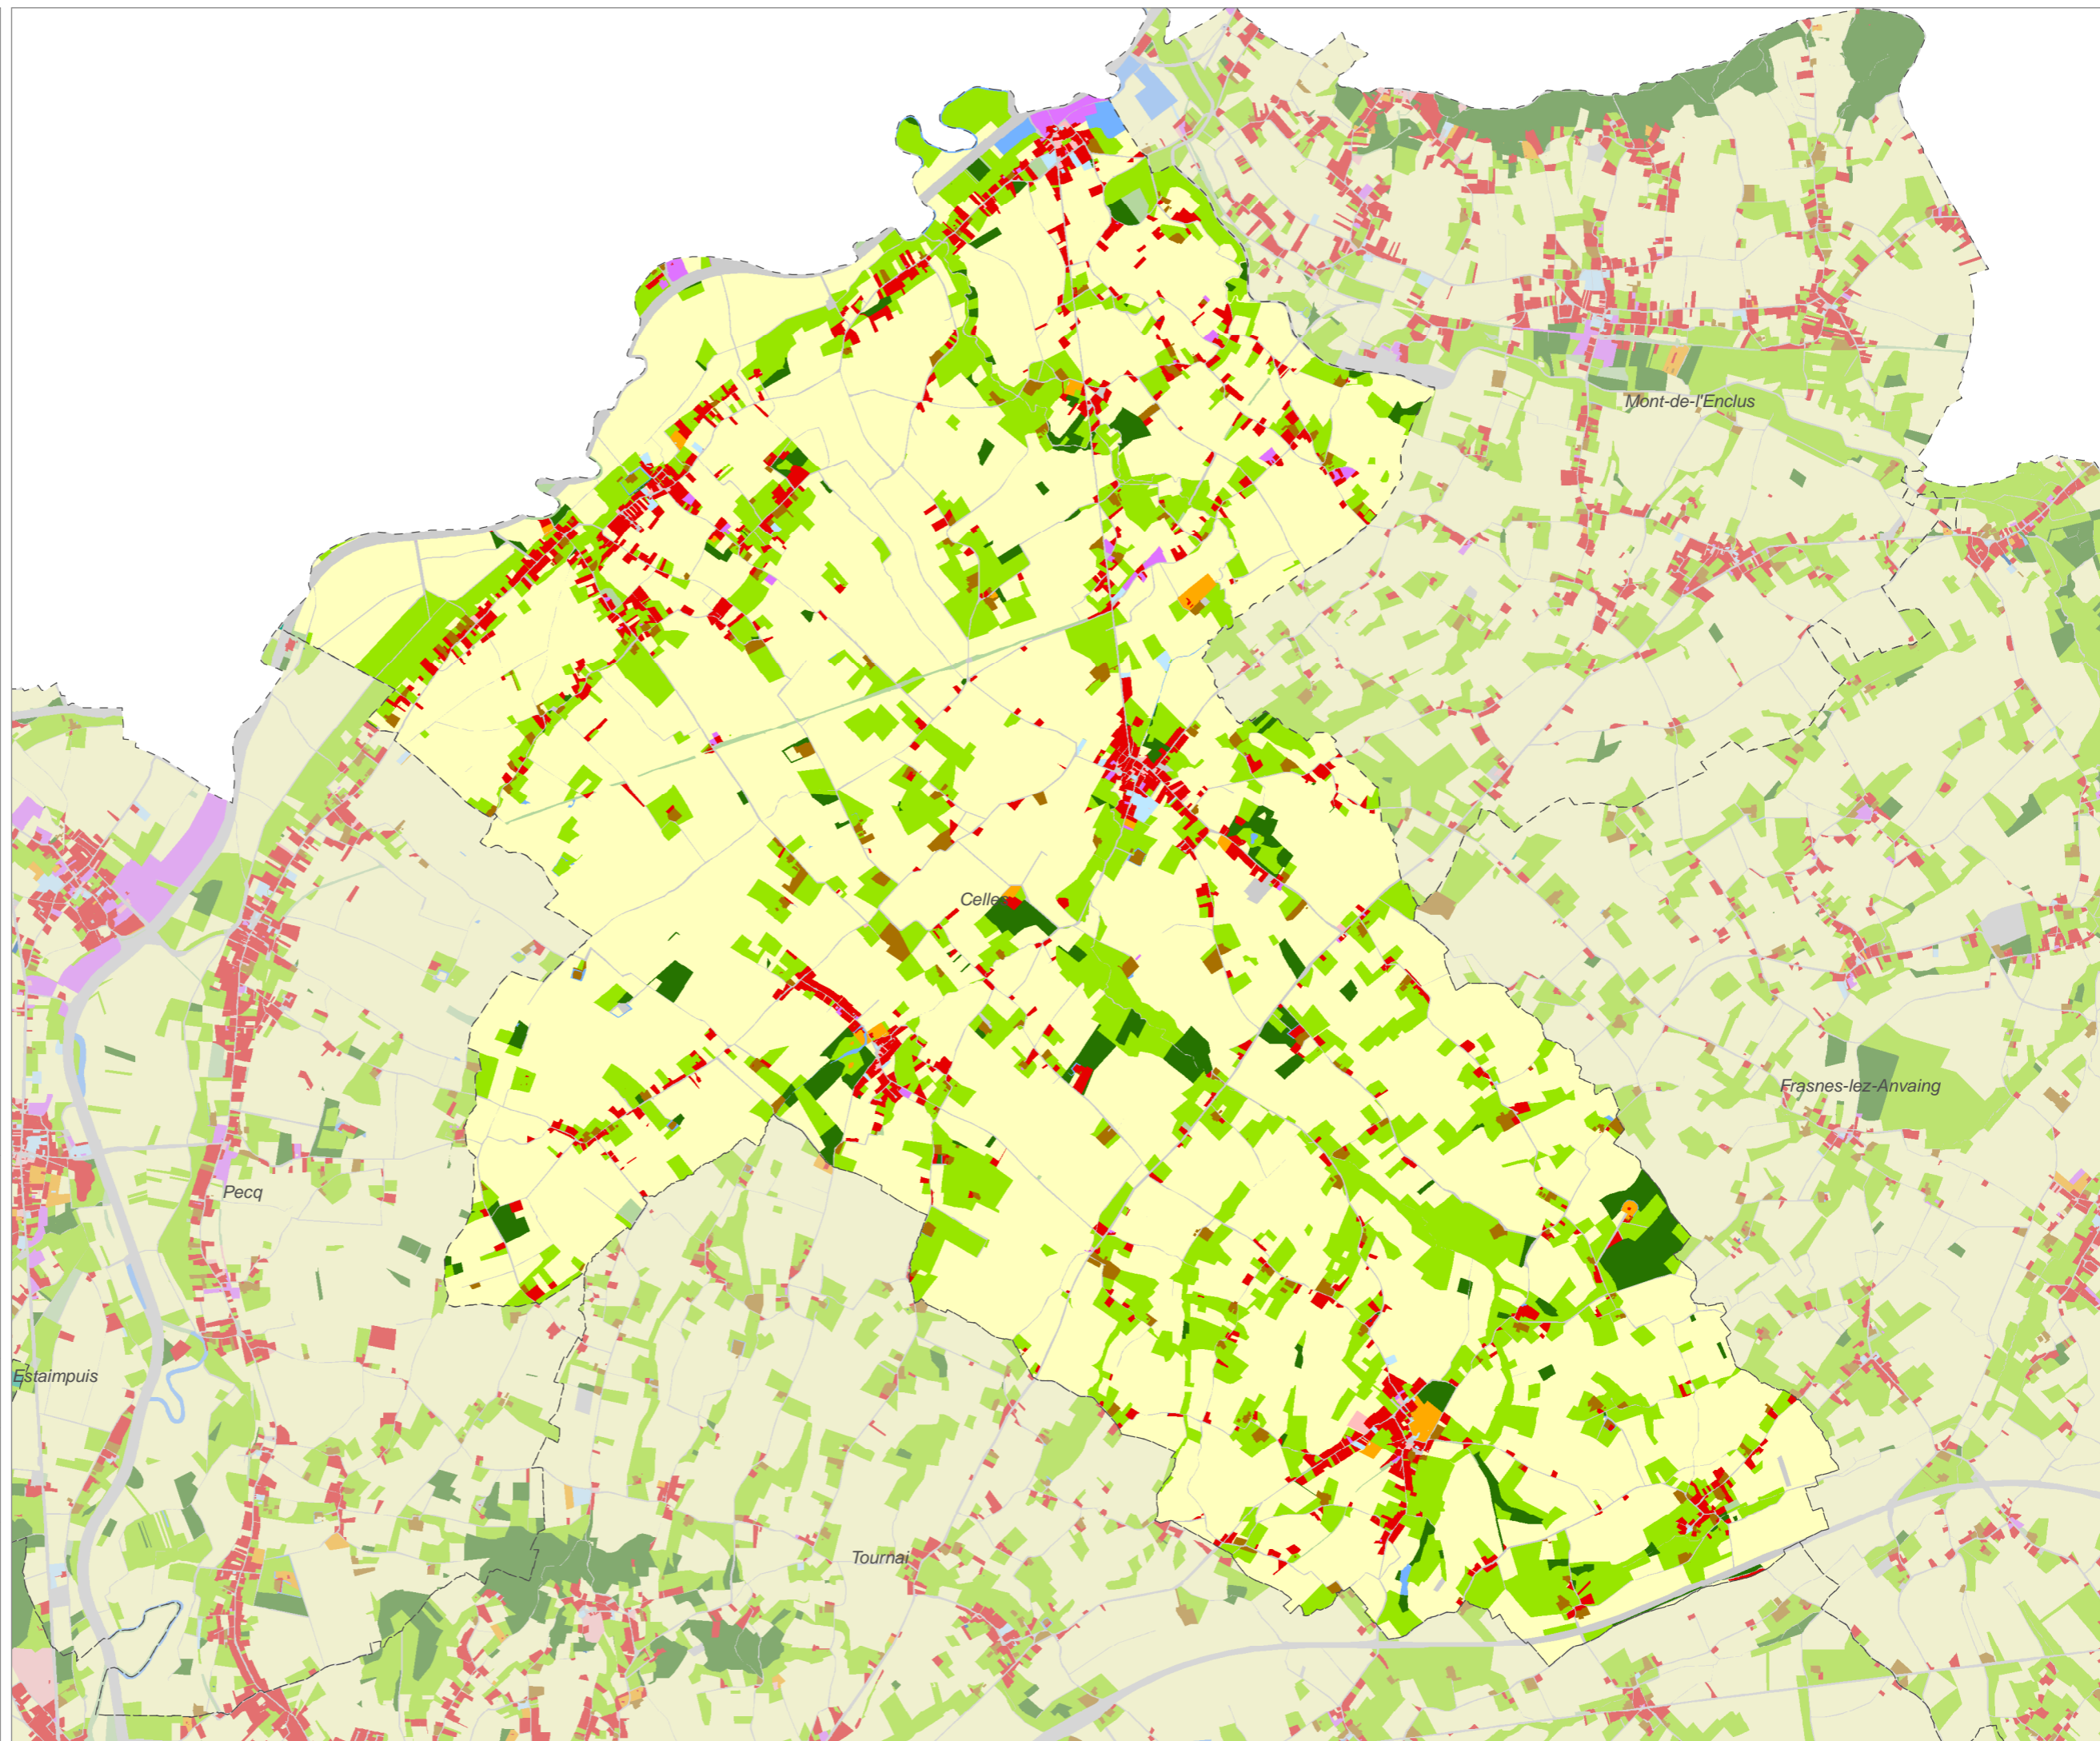 Mont-de-l'Enclus
Celles
Frasnes-lez-Anvaing
Pecq
Estaimpuis
Tournai